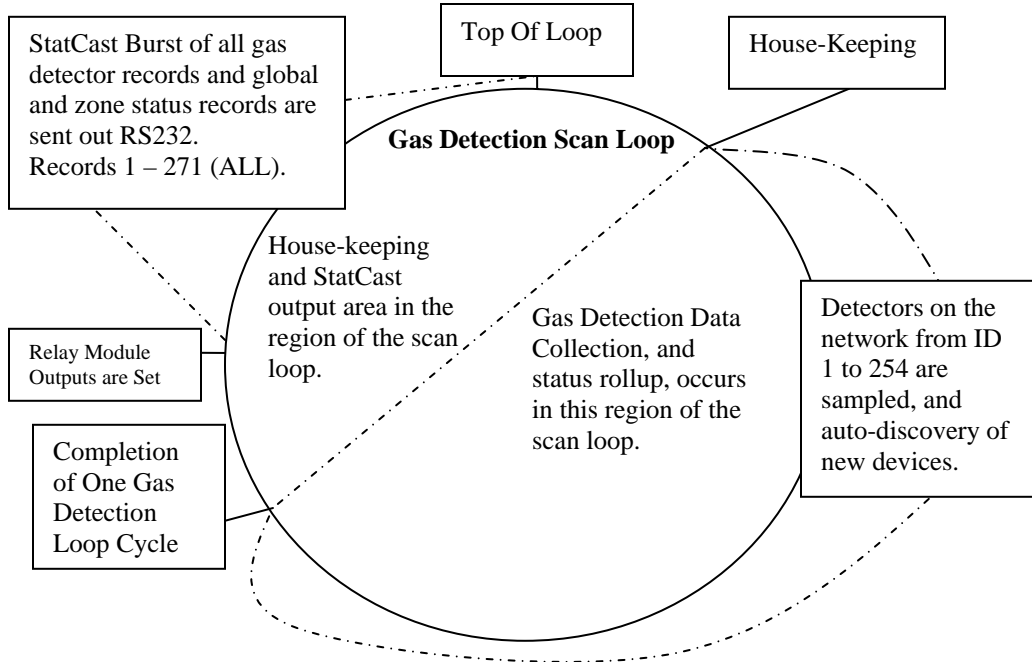 StatCast Burst of all gas
detector records and global
and zone status records are
sent out RS232.
Records 1 – 271 (ALL).
Top Of Loop
House-Keeping
Gas Detection Scan Loop
House-keeping
and StatCast
output area in the
region of the scan
loop.
Gas Detection Data
Collection, and
status rollup, occurs
in this region of the
scan loop.
Detectors on the
network from ID
1 to 254 are
sampled, and
auto-discovery of
new devices.
Relay Module
Outputs are Set
Completion
of One Gas
Detection
Loop Cycle